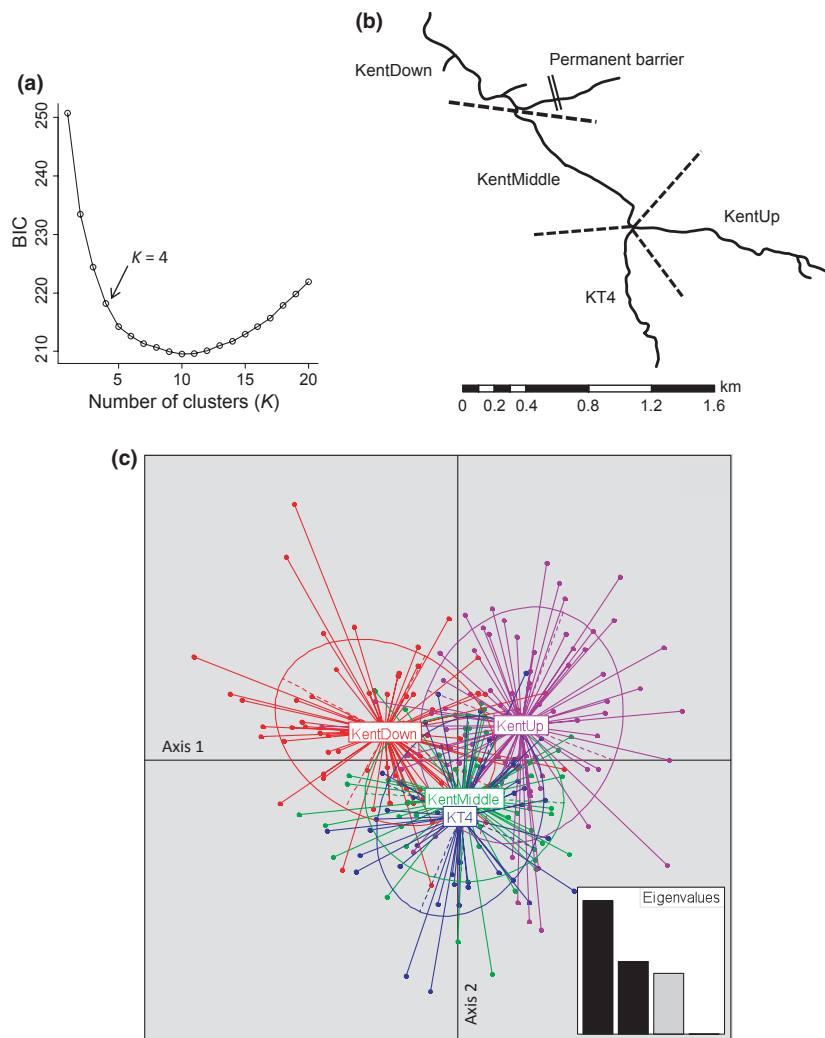 (a)
250
240
230
220
210
BIC
K = 4
5
10
15
20
Number of clusters (K)
(b)
KentDown
Permanent barrier
KentMiddle
KentUp
KT4
km
0 0.2 0.4 0.8 1.2 1.6
(c)
Axis 1
KentDown
KentUp
KentMiddle
KT4
Axis 2
Eigenvalues